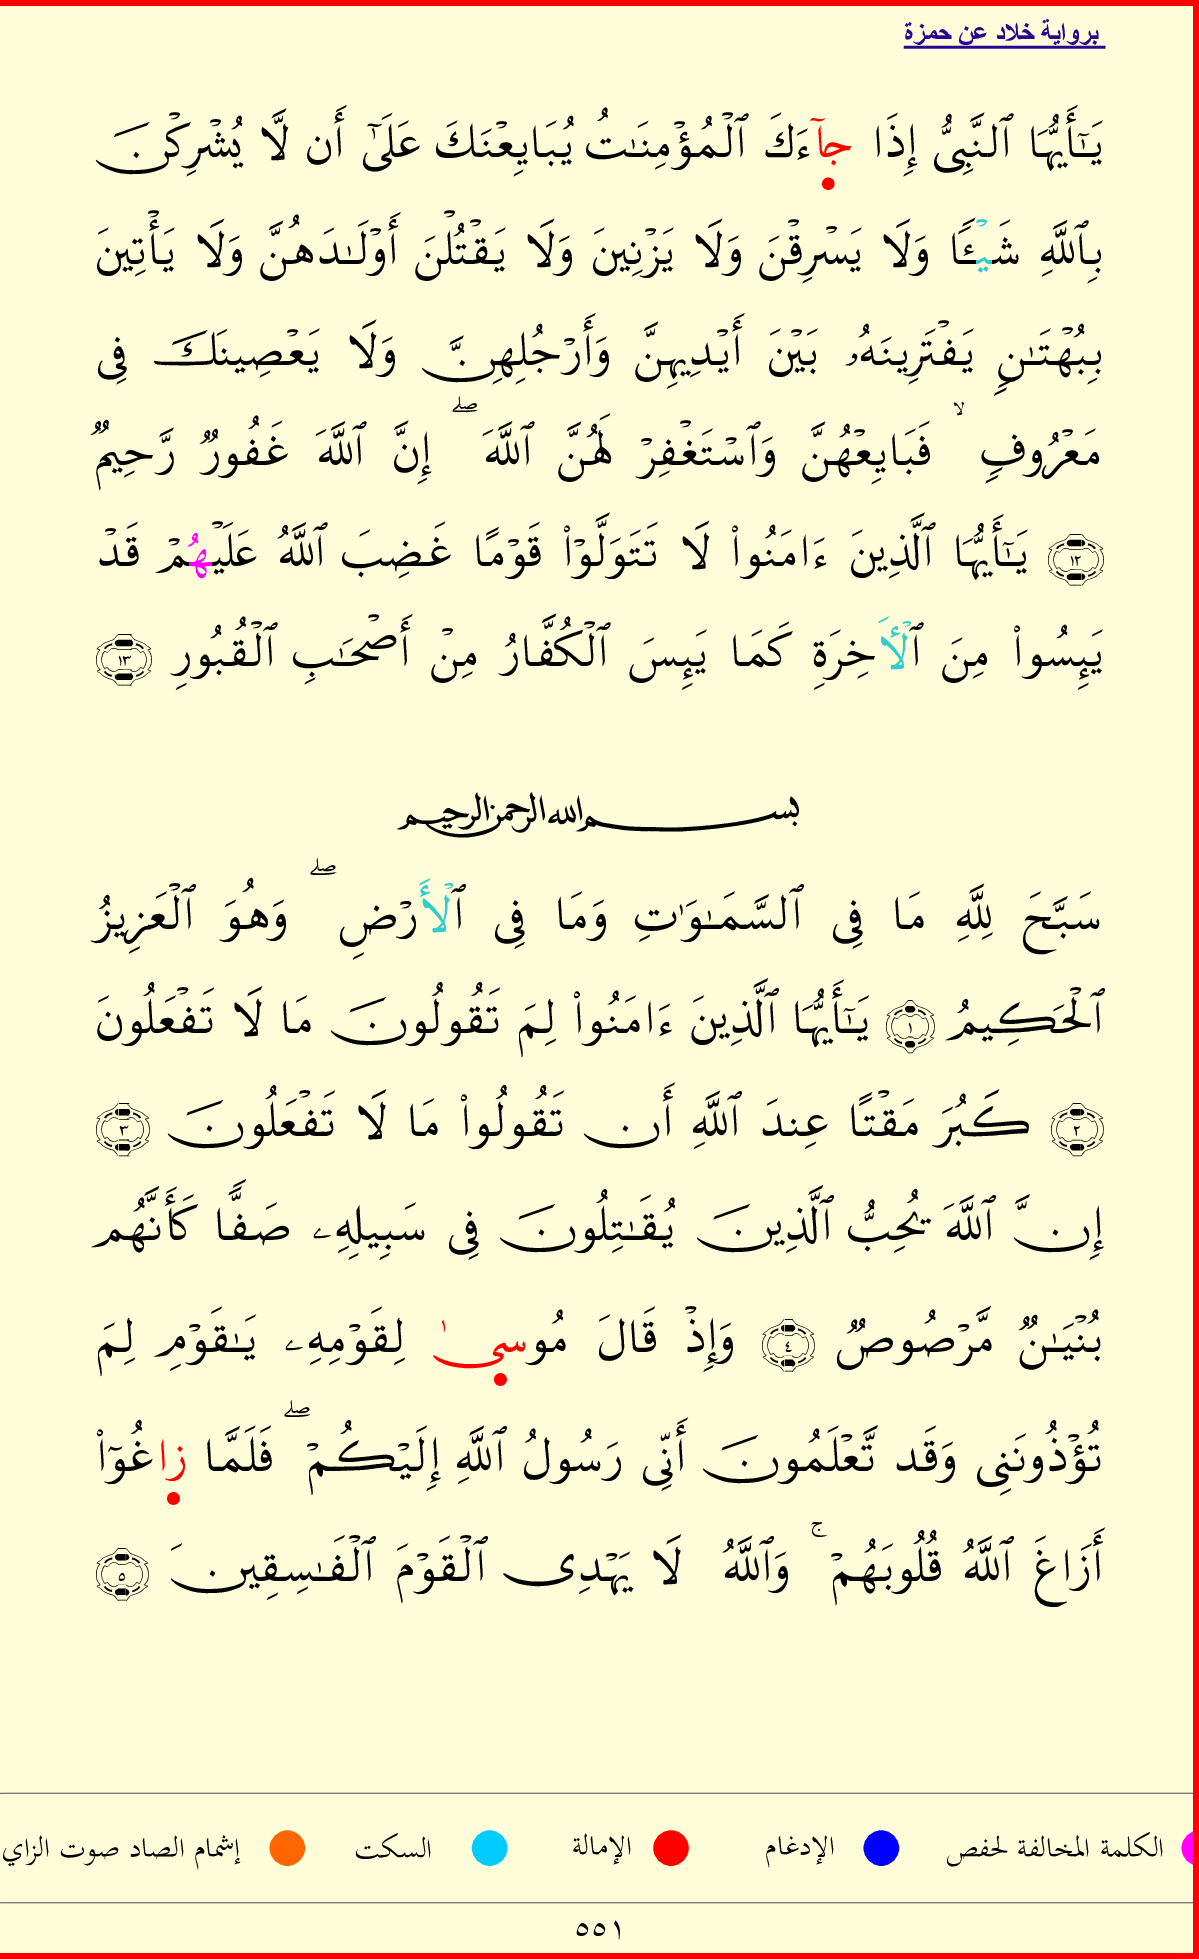 برواية خلاد عن حمزة
يَـٰٓأَيُّهَا ٱلنَّبِىُّ إِذَا جَآءَكَ ٱلْمُؤْمِنَـٰتُ يُبَايِعْنَكَ عَلَىٰٓ أَن لَّا يُشْرِكْنَ
بِٱللَّهِ شَيْـًٔا وَلَا يَسْرِقْنَ وَلَا يَزْنِينَ وَلَا يَقْتُلْنَ أَوْلَـٰدَهُنَّ وَلَا يَأْتِينَ
بِبُهْتَـٰنٍ يَفْتَرِينَهُۥ بَيْنَ أَيْدِيهِنَّ وَأَرْجُلِهِنَّ وَلَا يَعْصِينَكَ فِى
مَعْرُوفٍ ۙ فَبَايِعْهُنَّ وَٱسْتَغْفِرْ لَهُنَّ ٱللَّهَ ۖ إِنَّ ٱللَّهَ غَفُورٌ رَّحِيمٌ
١٢ يَـٰٓأَيُّهَا ٱلَّذِينَ ءَامَنُوا۟ لَا تَتَوَلَّوْا۟ قَوْمًا غَضِبَ ٱللَّهُ عَلَيْهُمْ قَدْ
يَئِسُوا۟ مِنَ ٱلْأَخِرَةِ كَمَا يَئِسَ ٱلْكُفَّارُ مِنْ أَصْحَـٰبِ ٱلْقُبُورِ ١٣
بسم الله الرحمن الرحيم
سَبَّحَ لِلَّهِ مَا فِى ٱلسَّمَـٰوَٰتِ وَمَا فِى ٱلْأَرْضِ ۖ وَهُوَ ٱلْعَزِيزُ
ٱلْحَكِيمُ ١ يَـٰٓأَيُّهَا ٱلَّذِينَ ءَامَنُوا۟ لِمَ تَقُولُونَ مَا لَا تَفْعَلُونَ
٢ كَبُرَ مَقْتًا عِندَ ٱللَّهِ أَن تَقُولُوا۟ مَا لَا تَفْعَلُونَ ٣
إِنَّ ٱللَّهَ يُحِبُّ ٱلَّذِينَ يُقَـٰتِلُونَ فِى سَبِيلِهِۦ صَفًّا كَأَنَّهُم
بُنْيَـٰنٌ مَّرْصُوصٌ ٤ وَإِذْ قَالَ مُوسَىٰ لِقَوْمِهِۦ يَـٰقَوْمِ لِمَ
تُؤْذُونَنِى وَقَد تَّعْلَمُونَ أَنِّى رَسُولُ ٱللَّهِ إِلَيْكُمْ ۖ فَلَمَّا زاغُوٓا۟
أَزَاغَ ٱللَّهُ قُلُوبَهُمْ ۚ وَٱللَّهُ لَا يَهْدِى ٱلْقَوْمَ ٱلْفَـٰسِقِينَ ٥
الكلمة المخالفة لحفص الإدغام الإمالة السكت إشمام الصاد صوت الزاي
٥٥١